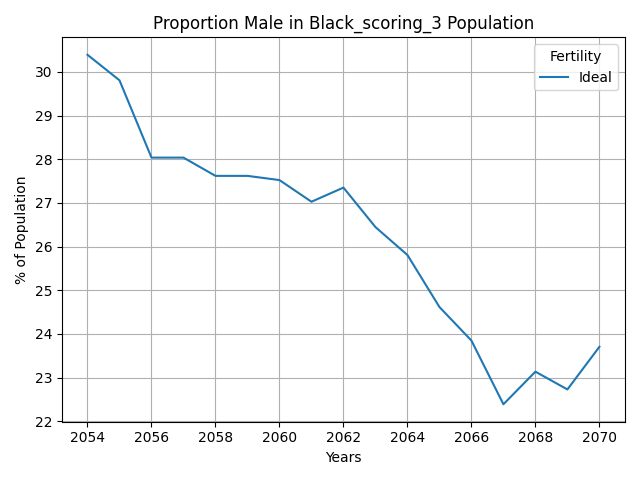 Proportion Male in Black_scoring_3 Population
Fertility
Ideal
% of Population
30
29
28
27
26
25
24
23
22
2054 2056 2058 2060 2062 2064 2066 2068 2070
Years